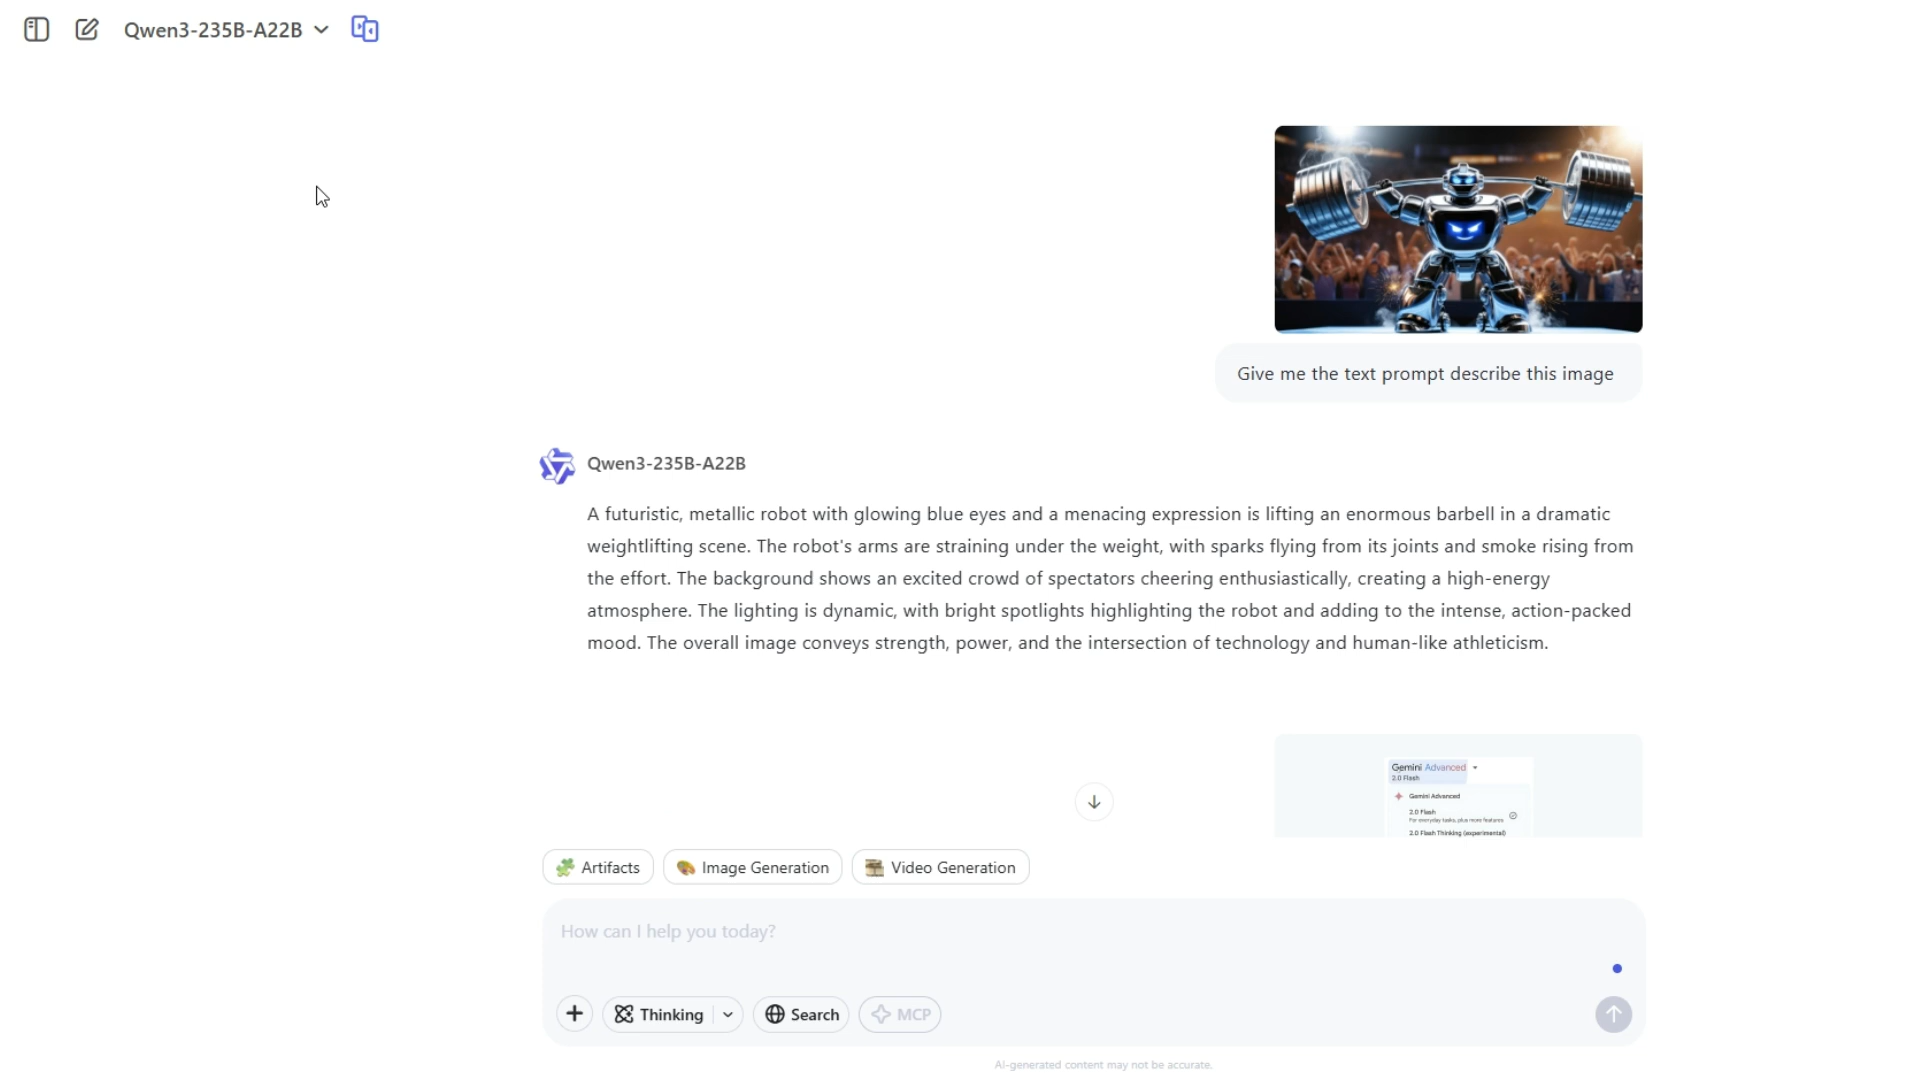 Qwen3-235B-A22B
Give me the text prompt describe this image
Qwen3-235B-A22B
A futuristic, metallic robot with glowing blue eyes and a menacing expression is lifting an enormous barbell in a dramatic
weightlifting scene. The robot's arms are straining under the weight, with sparks flying from its joints and smoke rising from
the effort. The background shows an excited crowd of spectators cheering enthusiastically, creating a high-energy
atmosphere. The lighting is dynamic, with bright spotlights highlighting the robot and adding to the intense, action-packed
mood. The overall image conveys strength, power, and the intersection of technology and human-like athleticism.
Gemini Advanced
2.0 Flash
Gemini Advanced
2.0 Flash
For everyday tasks, plus more features
2.0 Flash Thinking (experimental)
Artifacts
Image Generation
Video Generation
How can I help you today?
Thinking
Search
MCP
AI-generated content may not be accurate.